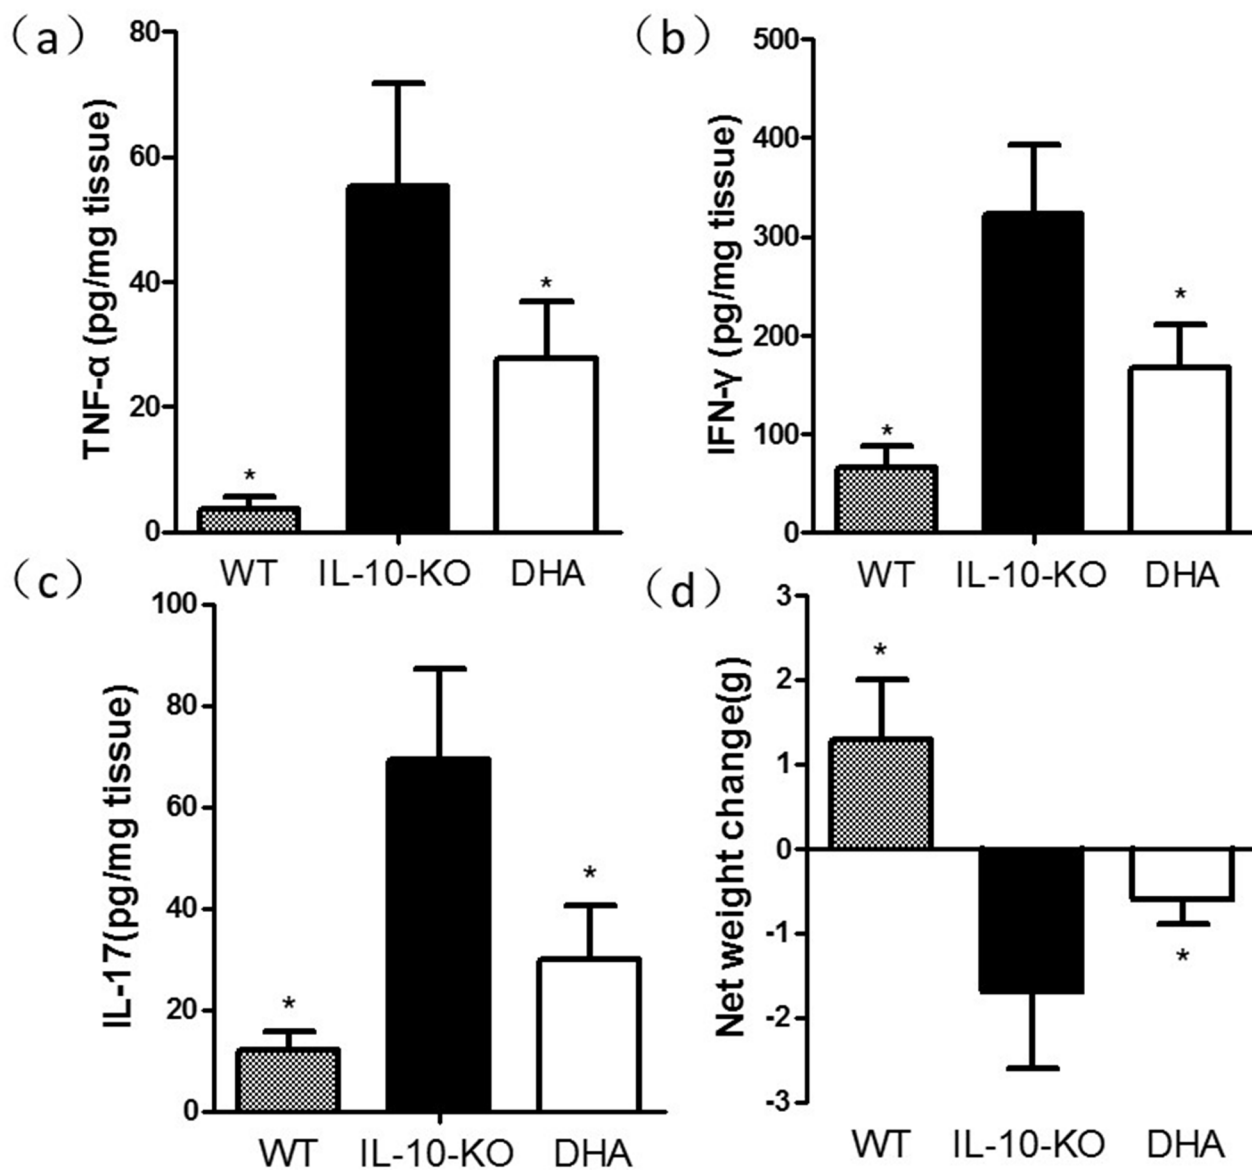 （a）
TNF-α (pg/mg tissue)
80
60
40
20
0
*
*
WT IL-10-KO DHA
（b）
IFN-γ (pg/mg tissue)
500
400
300
200
100
0
*
*
WT IL-10-KO DHA
（c）
IL-17(pg/mg tissue)
100
80
60
40
20
0
*
*
WT IL-10-KO DHA
（d）
Net weight change(g)
3
2
1
0
-1
-2
-3
*
*
WT IL-10-KO DHA